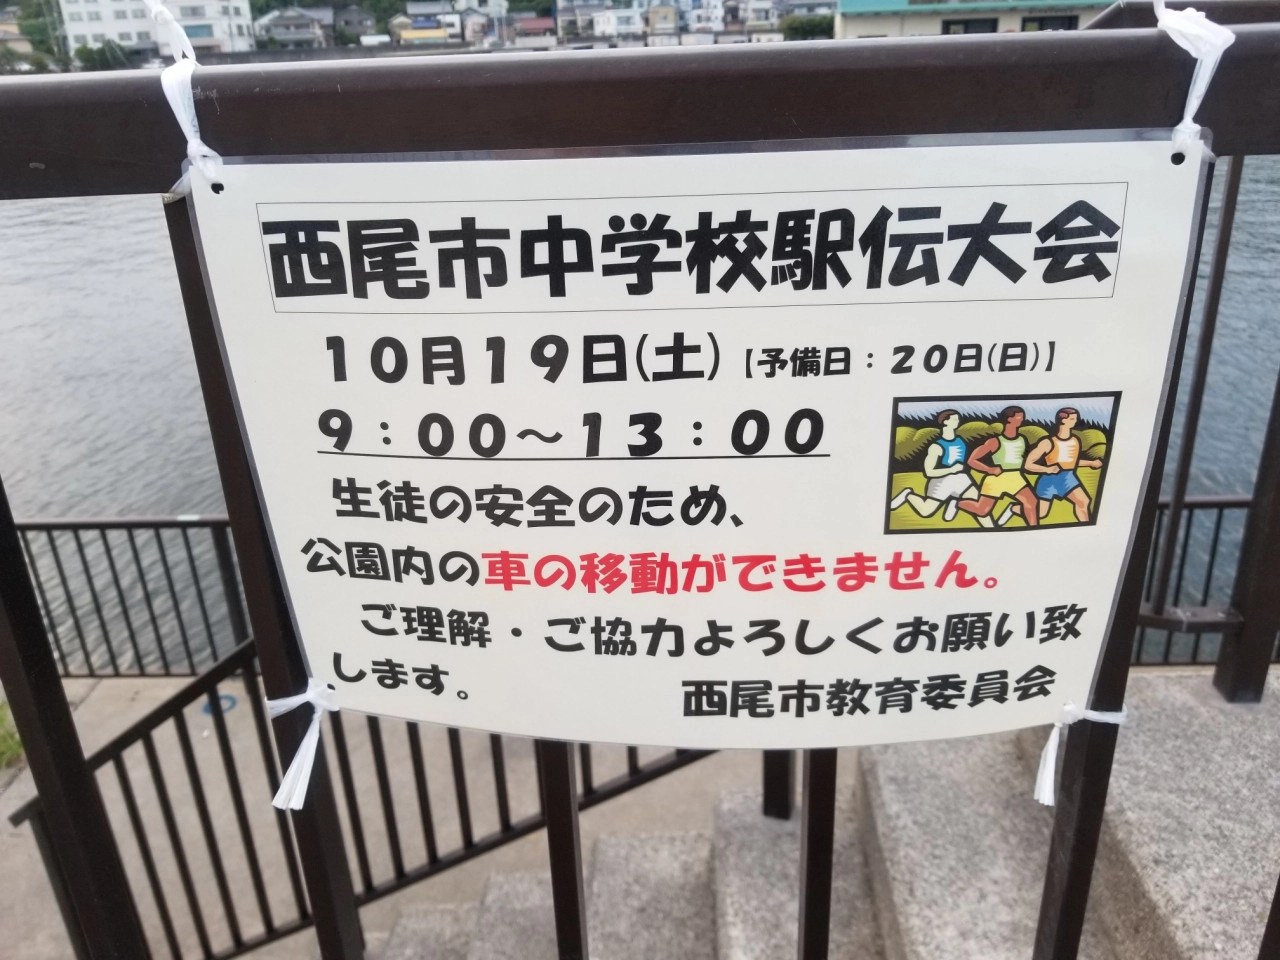 西尾市中学校駅伝大会
10月19日(土)【予備日：20日(日)】
9：00～13：00
生徒の安全のため、
公園内の車の移動ができません。
ご理解・ご協力よろしくお願い致
します。
西尾市教育委員会